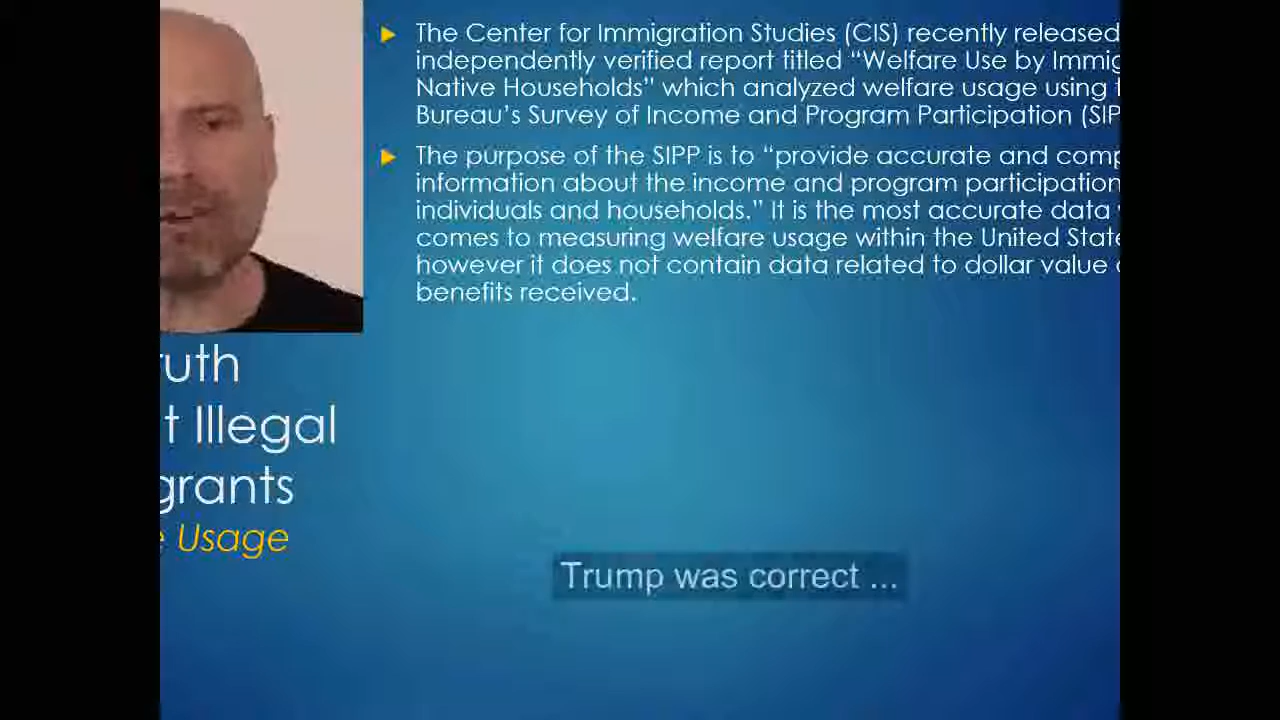 The Center for Immigration Studies (CIS) recently released
independently verified report titled “Welfare Use by Immig
Native Households” which analyzed welfare usage using t
Bureau’s Survey of Income and Program Participation (SIP
The purpose of the SIPP is to “provide accurate and comp
information about the income and program participation
individuals and households.” It is the most accurate data
comes to measuring welfare usage within the United State
however it does not contain data related to dollar value
benefits received.
ruth
t Illegal
grants
e Usage
Trump was correct ...